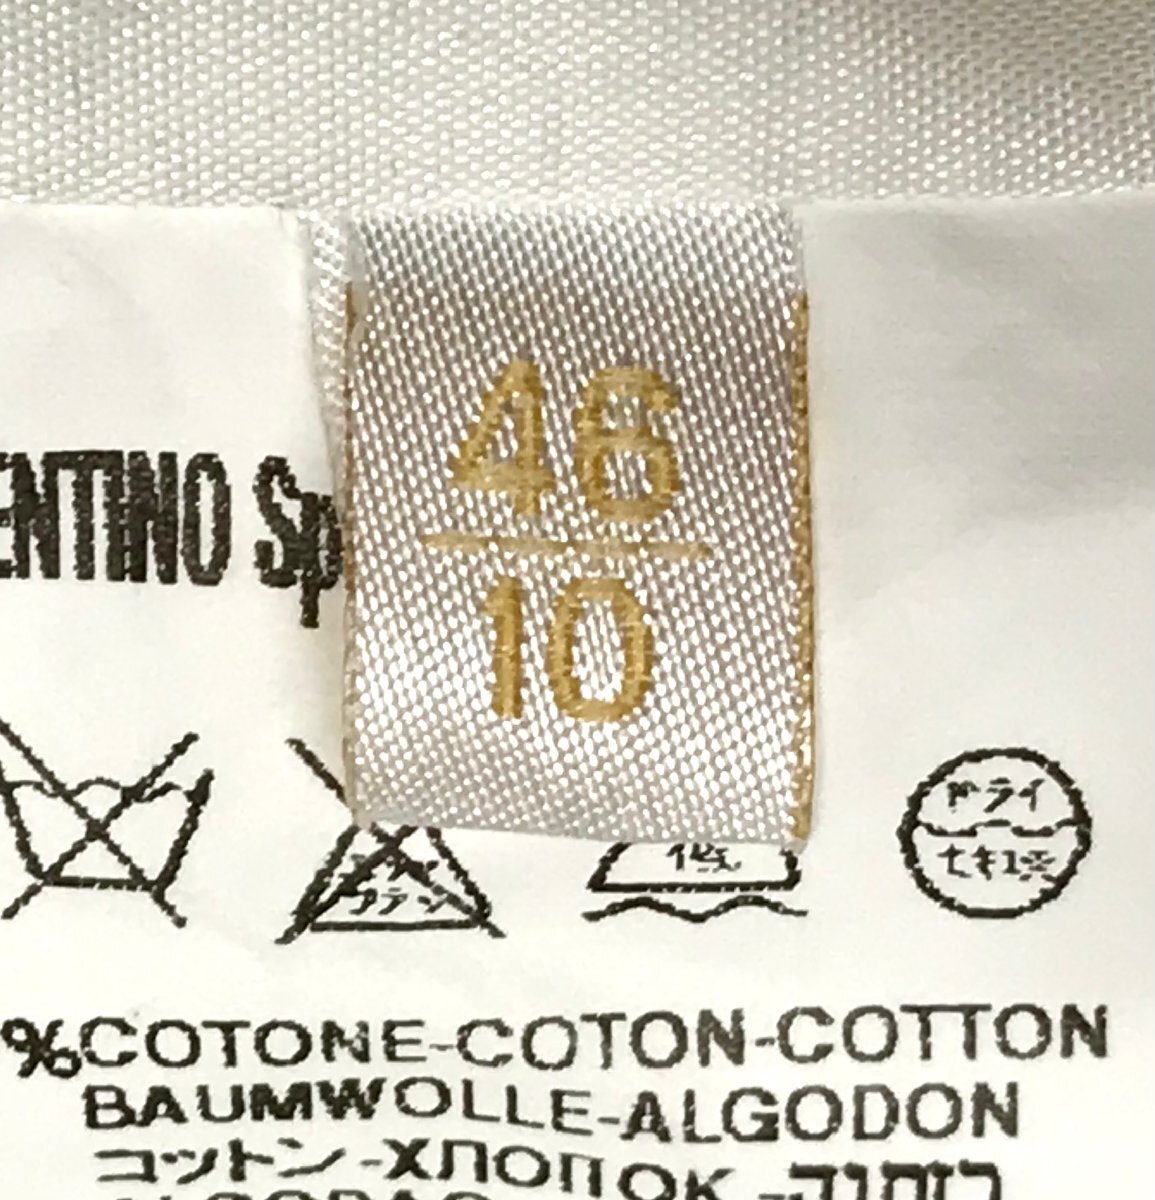 46
10
ENTINO Sp
ドライ
セキユ系
%COTONE-COTON-COTTON
BAUMWOLLE-ALGODON
コットン-ХЛОПОК-